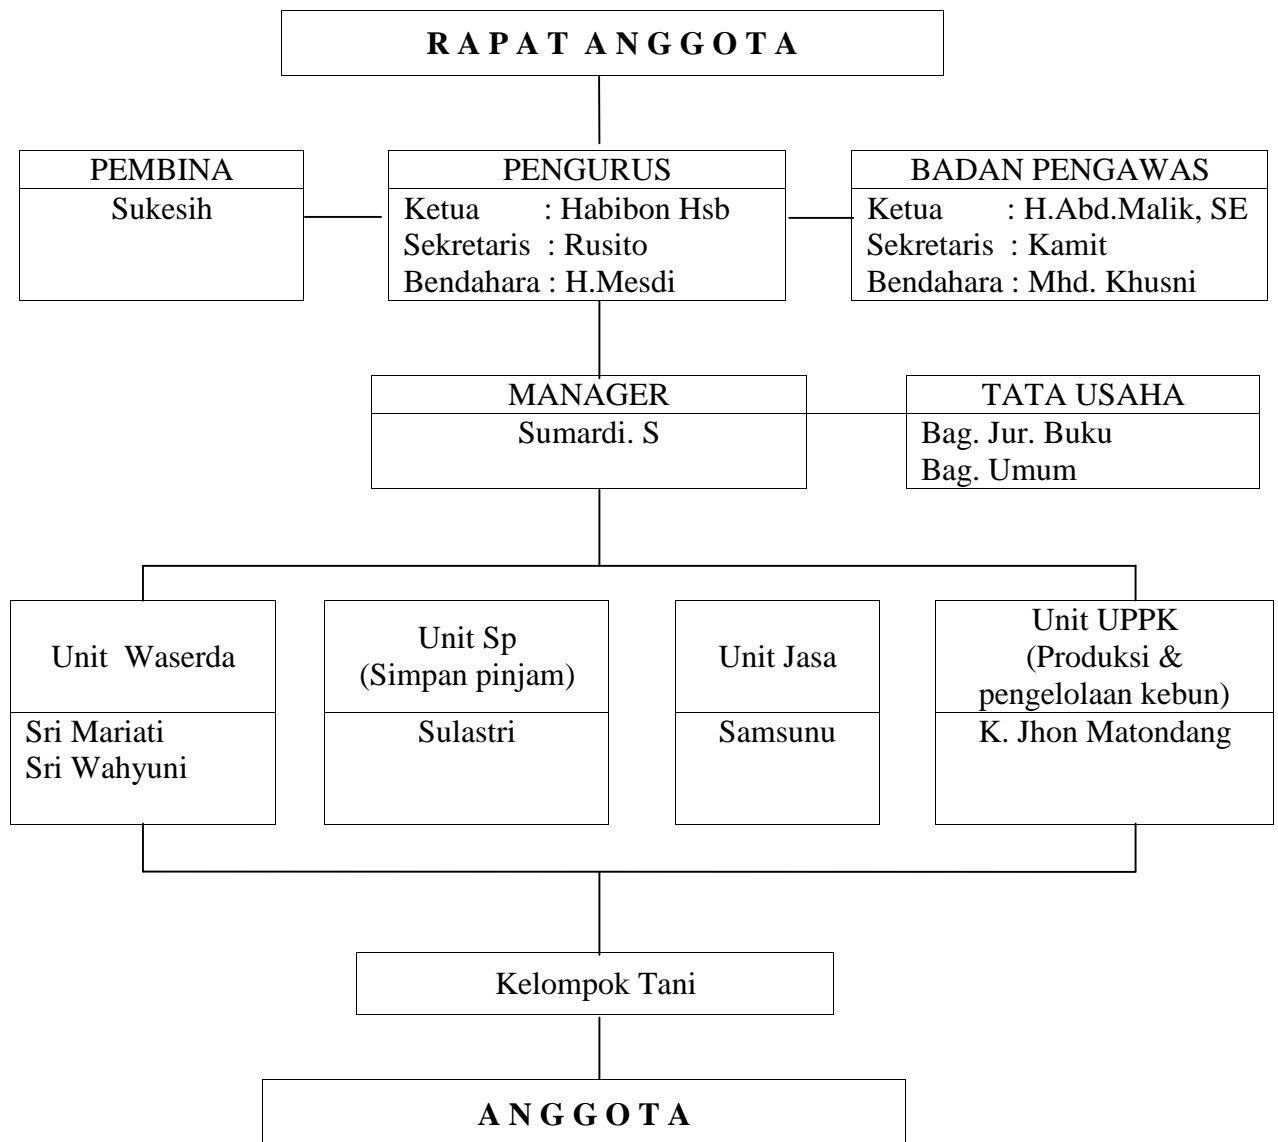 R A P A T A N G G O T A
PEMBINA
Sukesih
PENGURUS
Ketua : Habibon Hsb
Sekretaris : Rusito
Bendahara : H.Mesdi
BADAN PENGAWAS
Ketua : H.Abd.Malik, SE
Sekretaris : Kamit
Bendahara : Mhd. Khusni
MANAGER
Sumardi. S
TATA USAHA
Bag. Jur. Buku
Bag. Umum
Unit Waserda
Sri Mariati
Sri Wahyuni
Unit Sp
(Simpan pinjam)
Sulastri
Unit Jasa
Samsunu
Unit UPPK
(Produksi &
pengelolaan kebun)
K. Jhon Matondang
Kelompok Tani
A N G G O T A